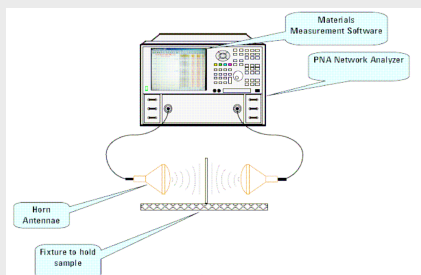 Materials
Measurement Software
PNA Network Analyzer
Horn
Antennae
Fixture to hold
sample